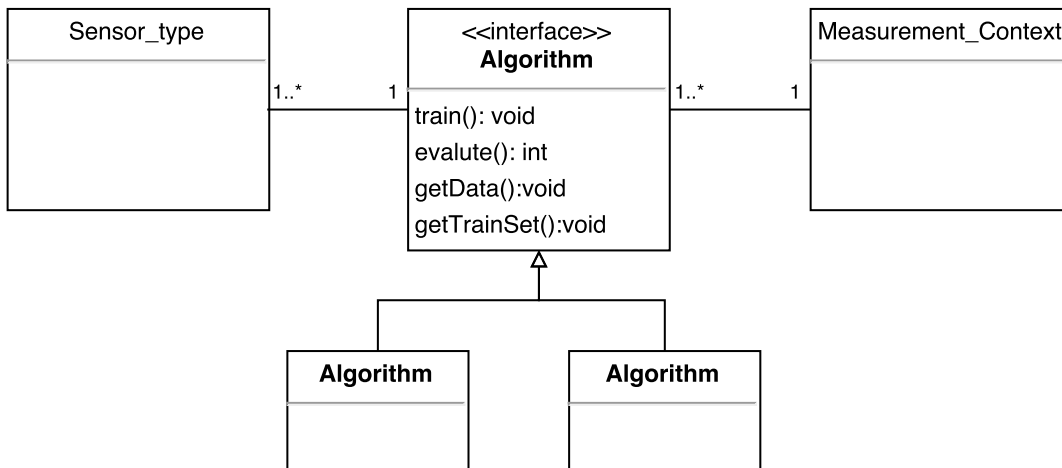 Sensor_type
1..*
1
<<interface>>
Algorithm
train(): void
evalute(): int
getData():void
getTrainSet():void
1..*
1
Measurement_Context
Algorithm
Algorithm